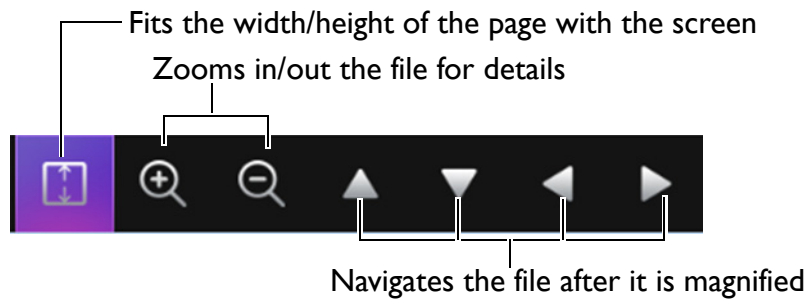 Fits the width/height of the page with the screen
Zooms in/out the file for details
Navigates the file after it is magnified